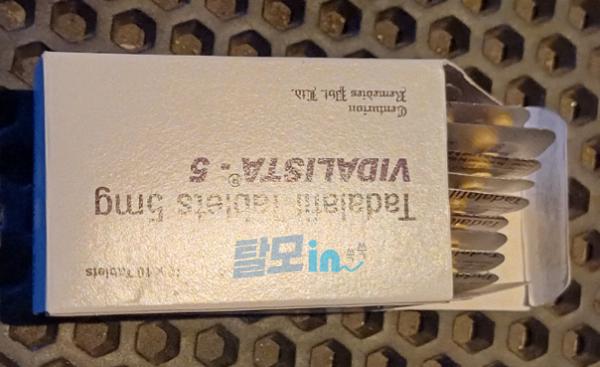 x 10 Tablets
Tadalafil Tablets 5mg
VIDALISTA® - 5
Centurion
Remedies Pvt. Ltd.
탈모in